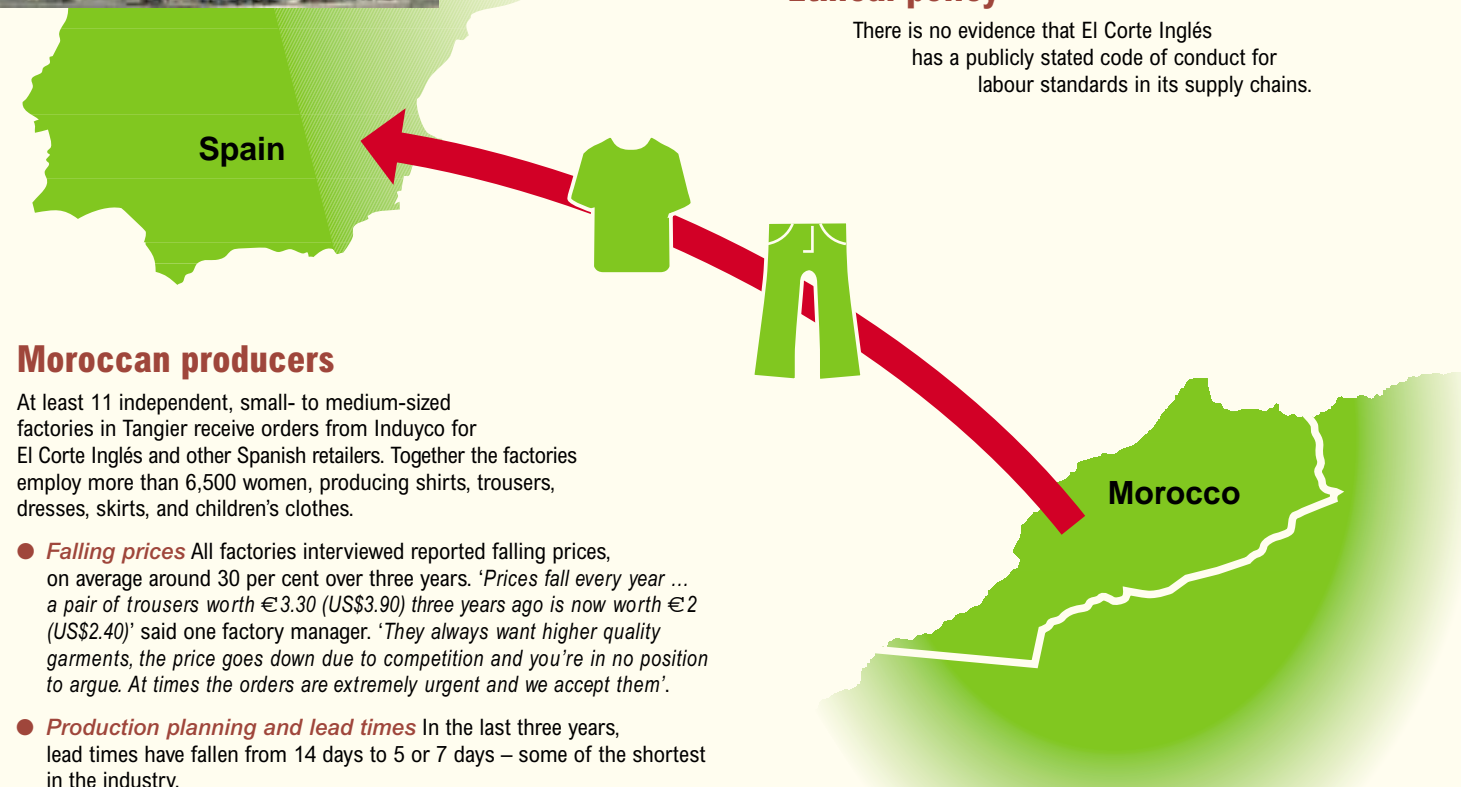 There is no evidence that El Corte Inglés
has a publicly stated code of conduct for
labour standards in its supply chains.
Spain
Morocco
Moroccan producers
At least 11 independent, small- to medium-sized
factories in Tangier receive orders from Induyco for
El Corte Inglés and other Spanish retailers. Together the factories
employ more than 6,500 women, producing shirts, trousers,
dresses, skirts, and children’s clothes.
● Falling prices All factories interviewed reported falling prices,
on average around 30 per cent over three years. ‘Prices fall every year …
a pair of trousers worth €3.30 (US$3.90) three years ago is now worth €2
(US$2.40)’ said one factory manager. ‘They always want higher quality
garments, the price goes down due to competition and you’re in no position
to argue. At times the orders are extremely urgent and we accept them’.
● Production planning and lead times In the last three years,
lead times have fallen from 14 days to 5 or 7 days – some of the shortest
in the industry.